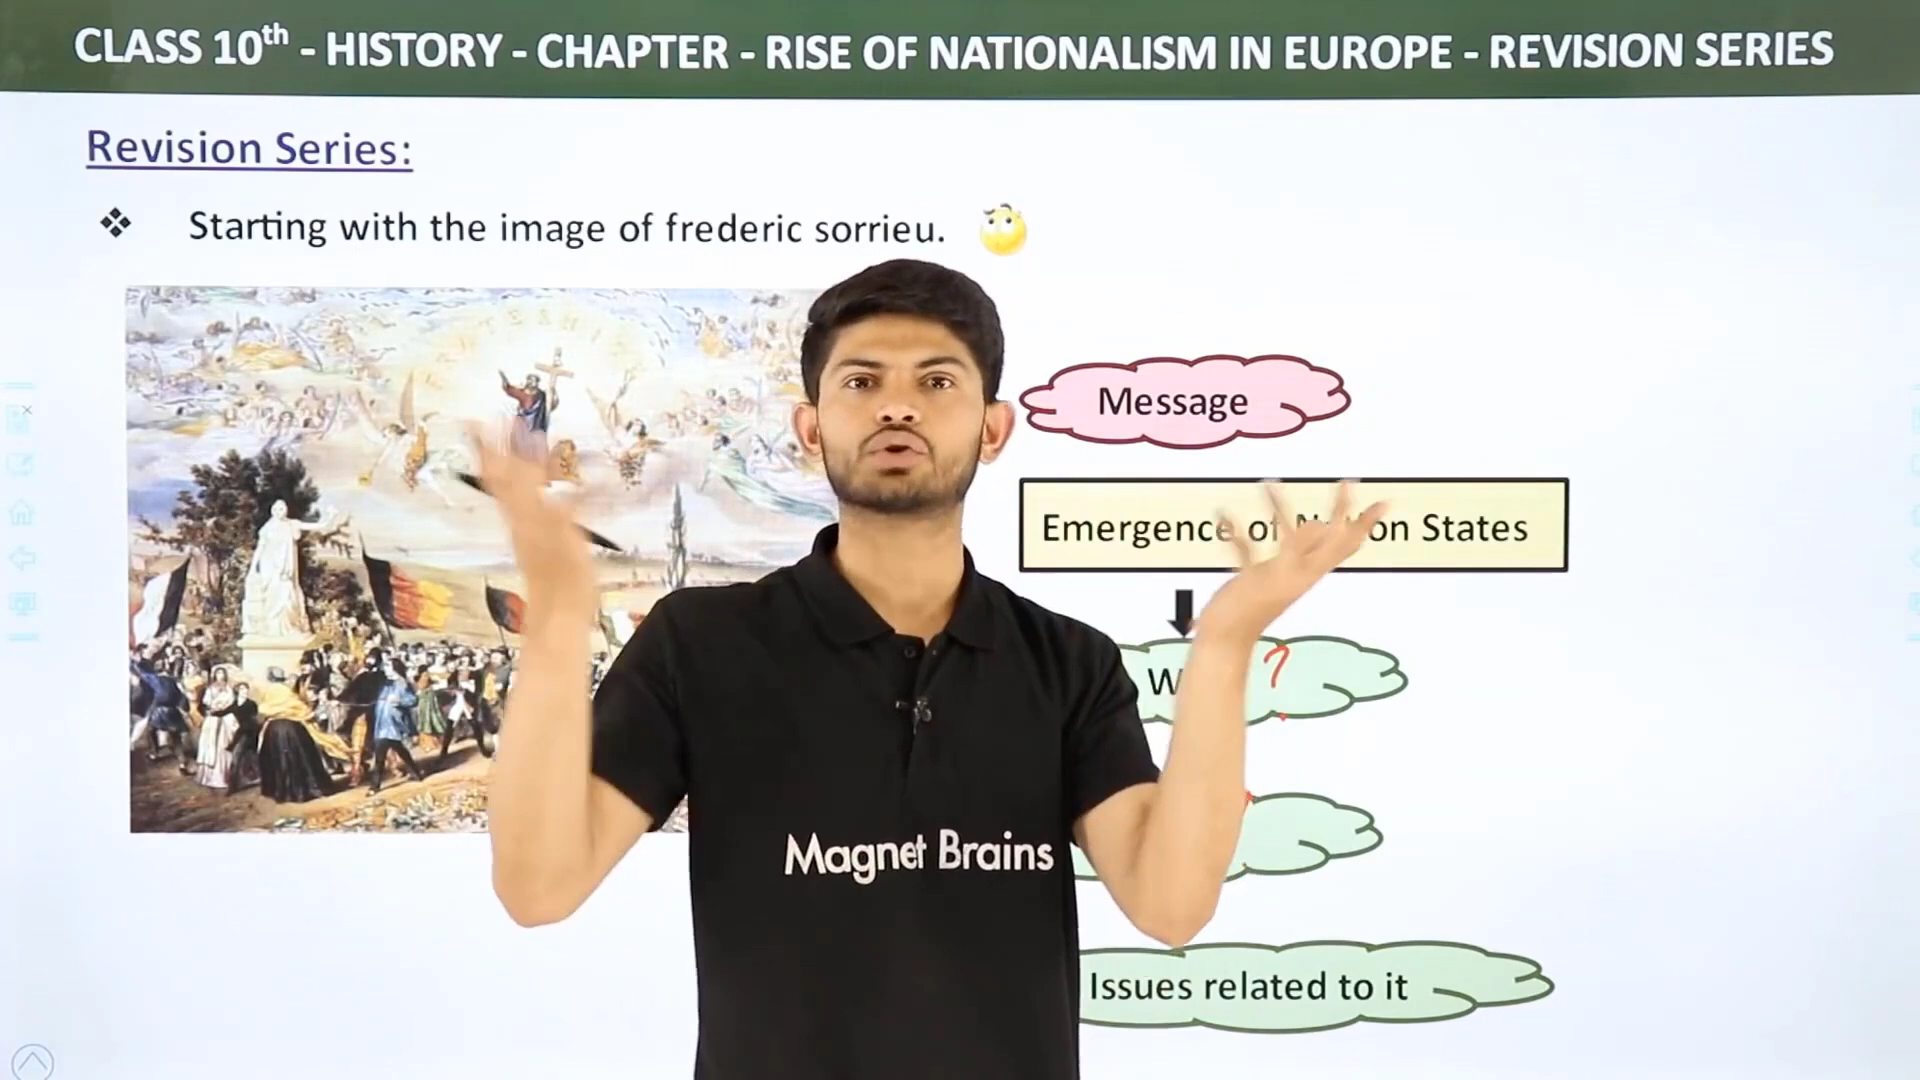 CLASS 10th - HISTORY - CHAPTER - RISE OF NATIONALISM IN EUROPE - REVISION SERIES
Revision Series:
❖ Starting with the image of frederic sorrieu.
Message
Emergence of Nation States
?
Issues related to it
Magnet Brains